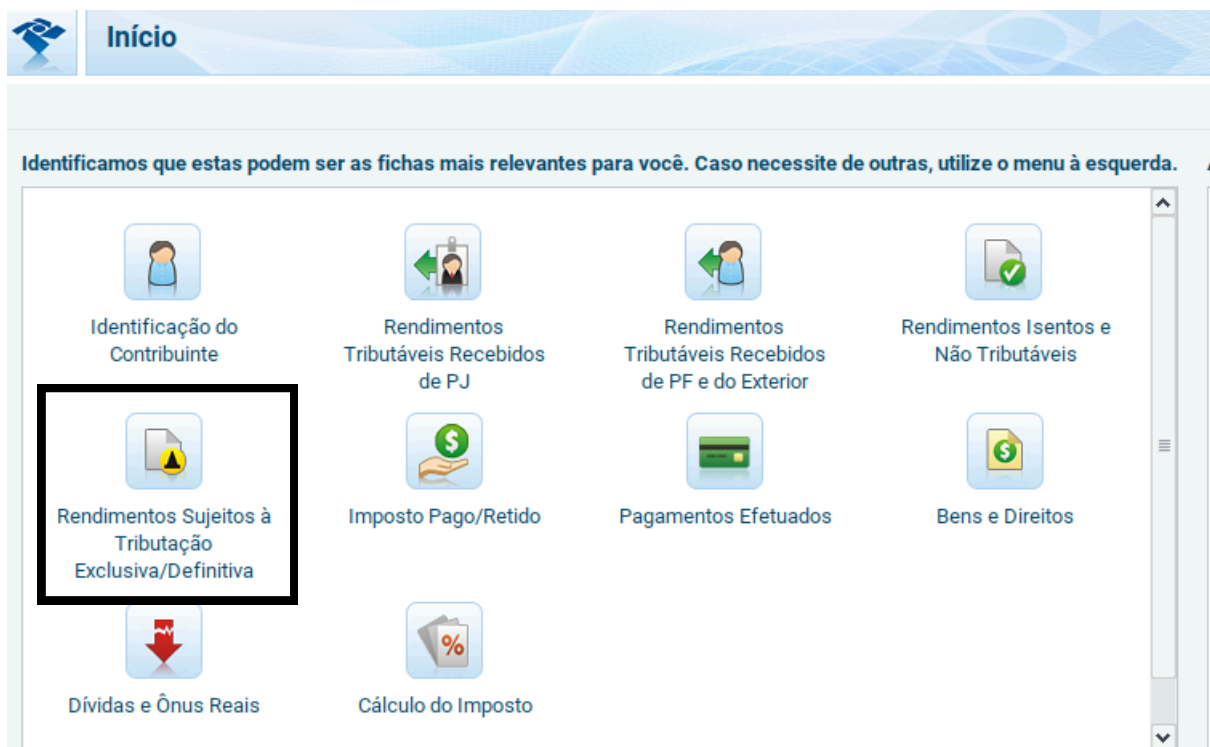 Início
Identificamos que estas podem ser as fichas mais relevantes para você. Caso necessite de outras, utilize o menu à esquerda.
Identificação do
Contribuinte
Rendimentos
Tributáveis Recebidos
de PJ
Rendimentos
Tributáveis Recebidos
de PF e do Exterior
Rendimentos Isentos e
Não Tributáveis
Rendimentos Sujeitos à
Tributação
Exclusiva/Definitiva
Imposto Pago/Retido
Pagamentos Efetuados
Bens e Direitos
Dívidas e Ônus Reais
Cálculo do Imposto